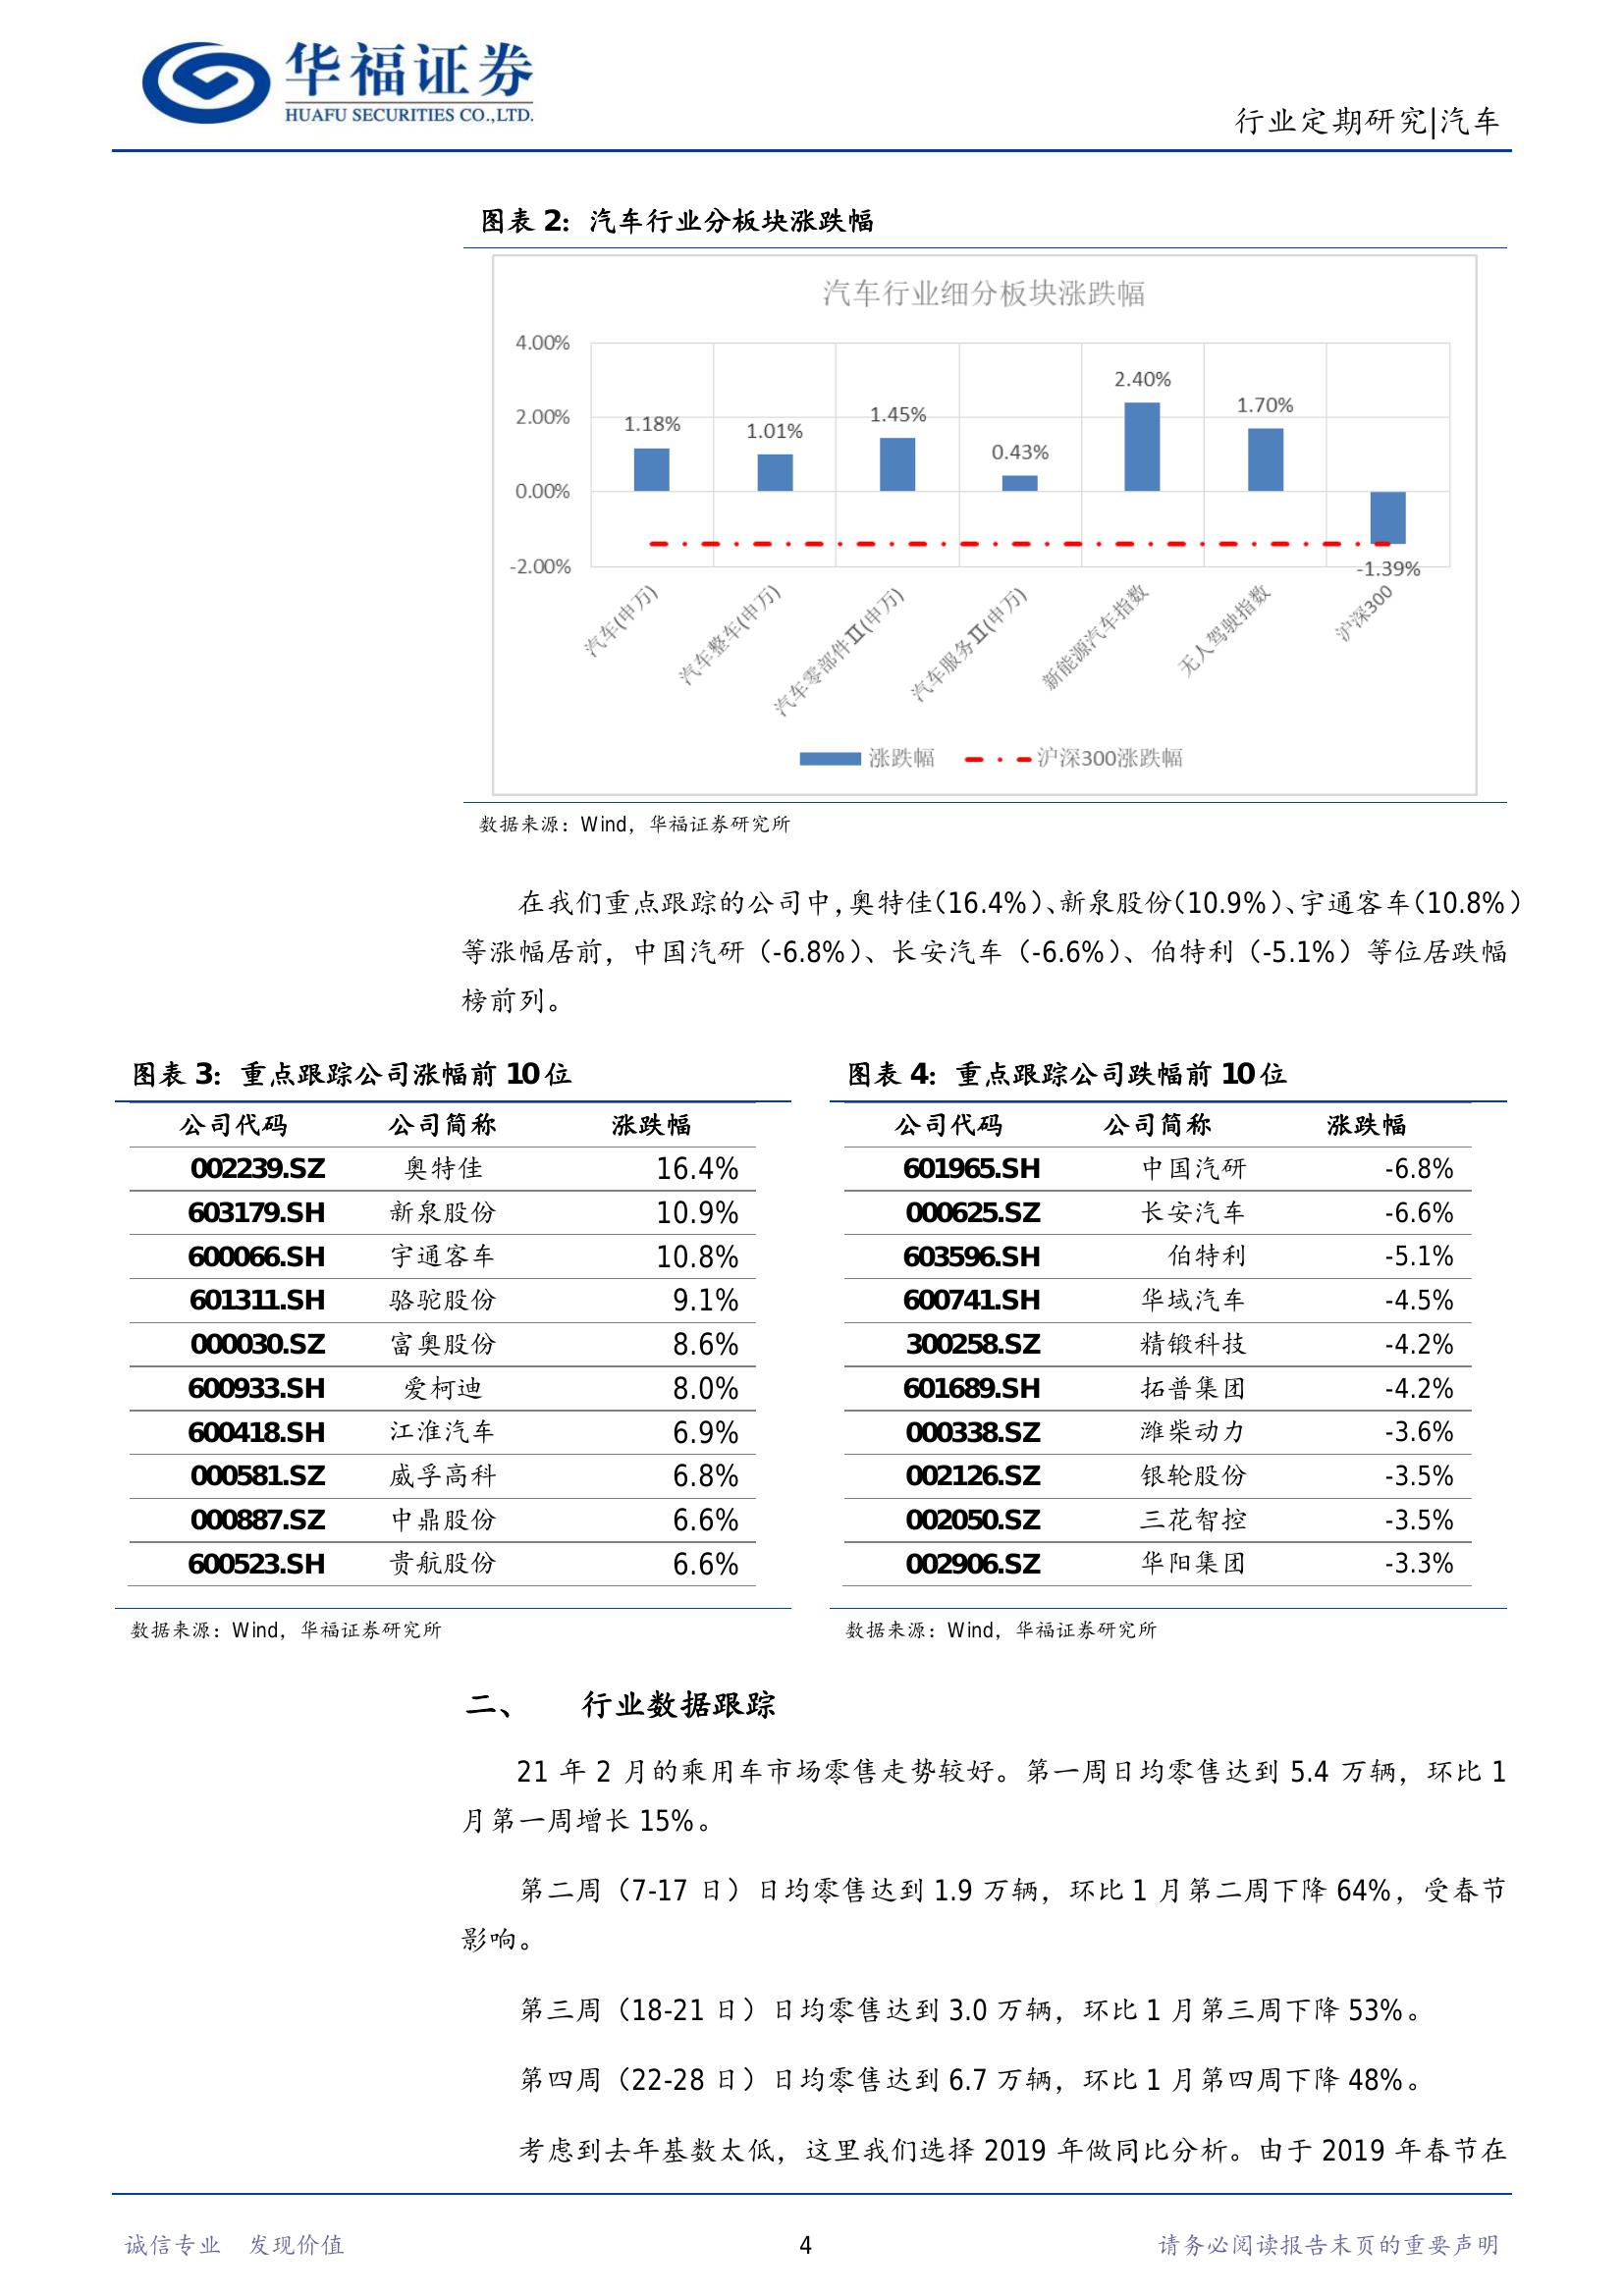 华福证券
HUAFU SECURITIES CO.,LTD.
行业定期研究|汽车
图表 2：汽车行业分板块涨跌幅
汽车行业细分板块涨跌幅
4.00%
2.00%
0.00%
-2.00%
1.18%
1.01%
1.45%
0.43%
2.40%
1.70%
-1.39%
汽车(申万)
汽车整车(申万)
汽车零部件Ⅱ(申万)
汽车服务Ⅱ(申万)
新能源汽车指数
无人驾驶指数
沪深300
涨跌幅 沪深300涨跌幅
数据来源：Wind，华福证券研究所
在我们重点跟踪的公司中，奥特佳（16.4%）、新泉股份（10.9%）、宇通客车（10.8%）
等涨幅居前，中国汽研（-6.8%）、长安汽车（-6.6%）、伯特利（-5.1%）等位居跌幅
榜前列。
图表 3：重点跟踪公司涨幅前 10 位
公司代码 公司简称 涨跌幅
002239.SZ 奥特佳 16.4%
603179.SH 新泉股份 10.9%
600066.SH 宇通客车 10.8%
601311.SH 骆驼股份 9.1%
000030.SZ 富奥股份 8.6%
600933.SH 爱柯迪 8.0%
600418.SH 江淮汽车 6.9%
000581.SZ 威孚高科 6.8%
000887.SZ 中鼎股份 6.6%
600523.SH 贵航股份 6.6%
数据来源：Wind，华福证券研究所
图表 4：重点跟踪公司跌幅前 10 位
公司代码 公司简称 涨跌幅
601965.SH 中国汽研 -6.8%
000625.SZ 长安汽车 -6.6%
603596.SH 伯特利 -5.1%
600741.SH 华域汽车 -4.5%
300258.SZ 精锻科技 -4.2%
601689.SH 拓普集团 -4.2%
000338.SZ 潍柴动力 -3.6%
002126.SZ 银轮股份 -3.5%
002050.SZ 三花智控 -3.5%
002906.SZ 华阳集团 -3.3%
数据来源：Wind，华福证券研究所
二、 行业数据跟踪
21 年 2 月的乘用车市场零售走势较好。第一周日均零售达到 5.4 万辆，环比 1
月第一周增长 15%。
第二周（7-17 日）日均零售达到 1.9 万辆，环比 1 月第二周下降 64%，受春节
影响。
第三周（18-21 日）日均零售达到 3.0 万辆，环比 1 月第三周下降 53%。
第四周（22-28 日）日均零售达到 6.7 万辆，环比 1 月第四周下降 48%。
考虑到去年基数太低，这里我们选择 2019 年做同比分析。由于 2019 年春节在
诚信专业 发现价值
4
请务必阅读报告末页的重要声明